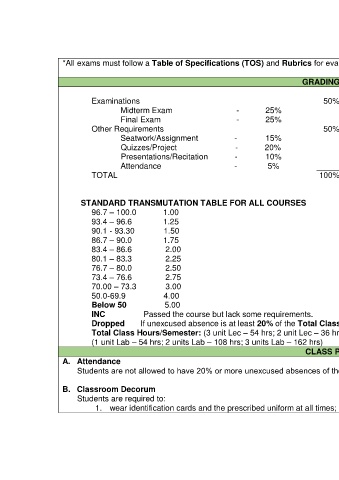 *All exams must follow a Table of Specifications (TOS) and Rubrics for eva
GRADING
Examinations 50%
Midterm Exam - 25%
Final Exam - 25%
Other Requirements 50%
Seatwork/Assignment - 15%
Quizzes/Project - 20%
Presentations/Recitation - 10%
Attendance - 5%
TOTAL 100%
STANDARD TRANSMUTATION TABLE FOR ALL COURSES
96.7 – 100.0 1.00
93.4 – 96.6 1.25
90.1 - 93.30 1.50
86.7 – 90.0 1.75
83.4 – 86.6 2.00
80.1 – 83.3 2.25
76.7 – 80.0 2.50
73.4 – 76.6 2.75
70.00 – 73.3 3.00
50.0-69.9 4.00
Below 50 5.00
INC Passed the course but lack some requirements.
Dropped If unexcused absence is at least 20% of the Total Class
Total Class Hours/Semester: (3 unit Lec – 54 hrs; 2 unit Lec – 36 hr
(1 unit Lab – 54 hrs; 2 units Lab – 108 hrs; 3 units Lab – 162 hrs)
CLASS P
A. Attendance
Students are not allowed to have 20% or more unexcused absences of the
B. Classroom Decorum
Students are required to:
1. wear identification cards and the prescribed uniform at all times;